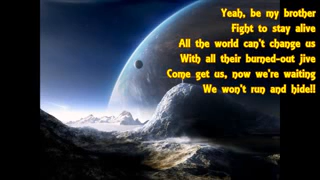 Yeah, be my brother
Fight to stay alive
All the world can't change us
With all their burned-out jive
Come get us, now we're waiting
We won't run and hide!!